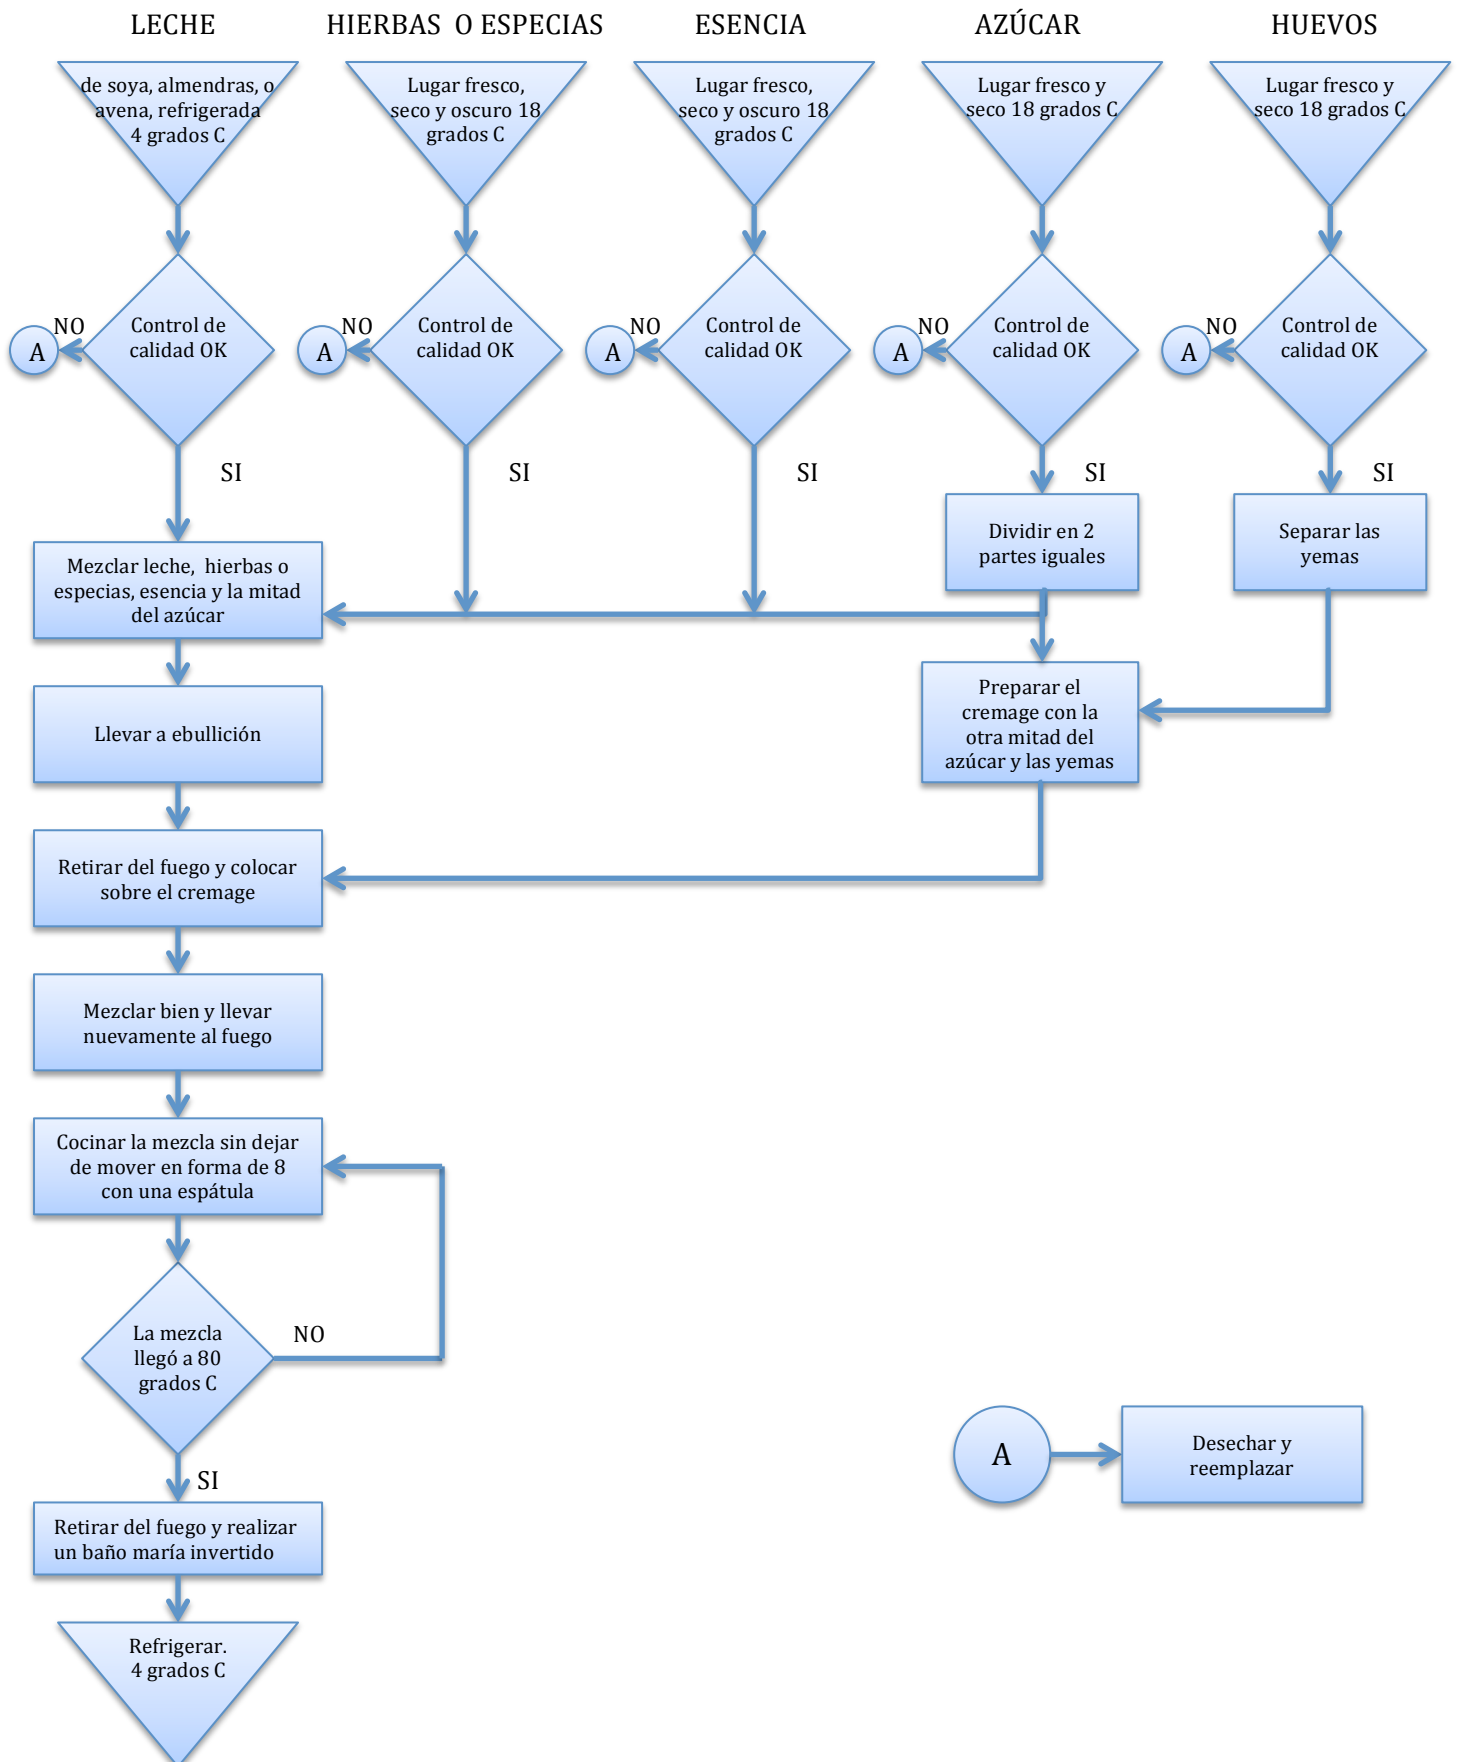 LECHE
HIERBAS O ESPECIAS
ESENCIA
AZÚCAR
HUEVOS
de soya, almendras, o
avena, refrigerada
4 grados C
Lugar fresco,
seco y oscuro 18
grados C
Lugar fresco,
seco y oscuro 18
grados C
Lugar fresco y
seco 18 grados C
Lugar fresco y
seco 18 grados C
NO
A
Control de
calidad OK
SI
NO
A
Control de
calidad OK
SI
NO
A
Control de
calidad OK
SI
NO
A
Control de
calidad OK
SI
NO
A
Control de
calidad OK
SI
Mezclar leche, hierbas o
especias, esencia y la mitad
del azúcar
Dividir en 2
partes iguales
Separar las
yemas
Llevar a ebullición
Preparar el
cremage con la
otra mitad del
azúcar y las yemas
Retirar del fuego y colocar
sobre el cremage
Mezclar bien y llevar
nuevamente al fuego
Cocinar la mezcla sin dejar
de mover en forma de 8
con una espátula
La mezcla
llegó a 80
grados C
NO
SI
A
Desechar y
reemplazar
Retirar del fuego y realizar
un baño maría invertido
Refrigerar.
4 grados C